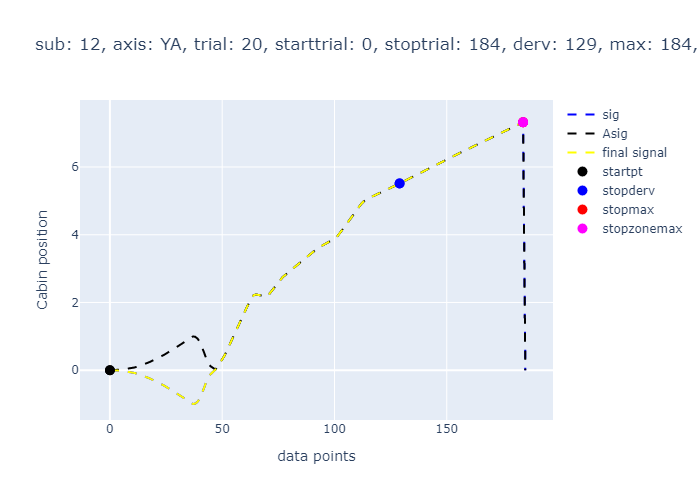 sub: 12, axis: YA, trial: 20, starttrial: 0, stoptrial: 184, derv: 129, max: 184,
sig
Asig
final signal
startpt
stopderv
stopmax
stopzonemax
Cabin position
6
4
2
0
0
50
100
150
data points